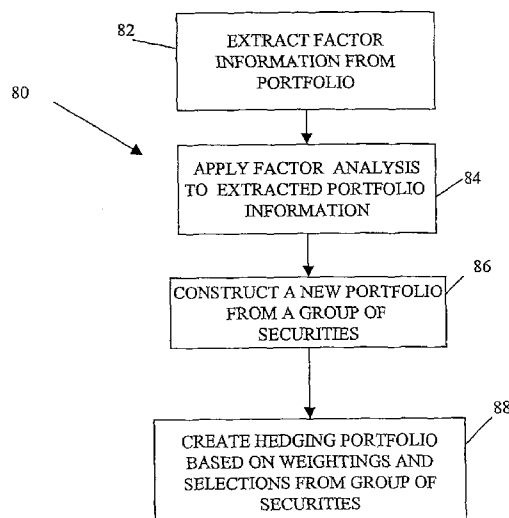 82
EXTRACT FACTOR
INFORMATION FROM
PORTFOLIO
80
APPLY FACTOR ANALYSIS
TO EXTRACTED PORTFOLIO
INFORMATION
84
86
CONSTRUCT A NEW PORTFOLIO
FROM A GROUP OF
SECURITIES
88
CREATE HEDGING PORTFOLIO
BASED ON WEIGHTINGS AND
SELECTIONS FROM GROUP OF
SECURITIES